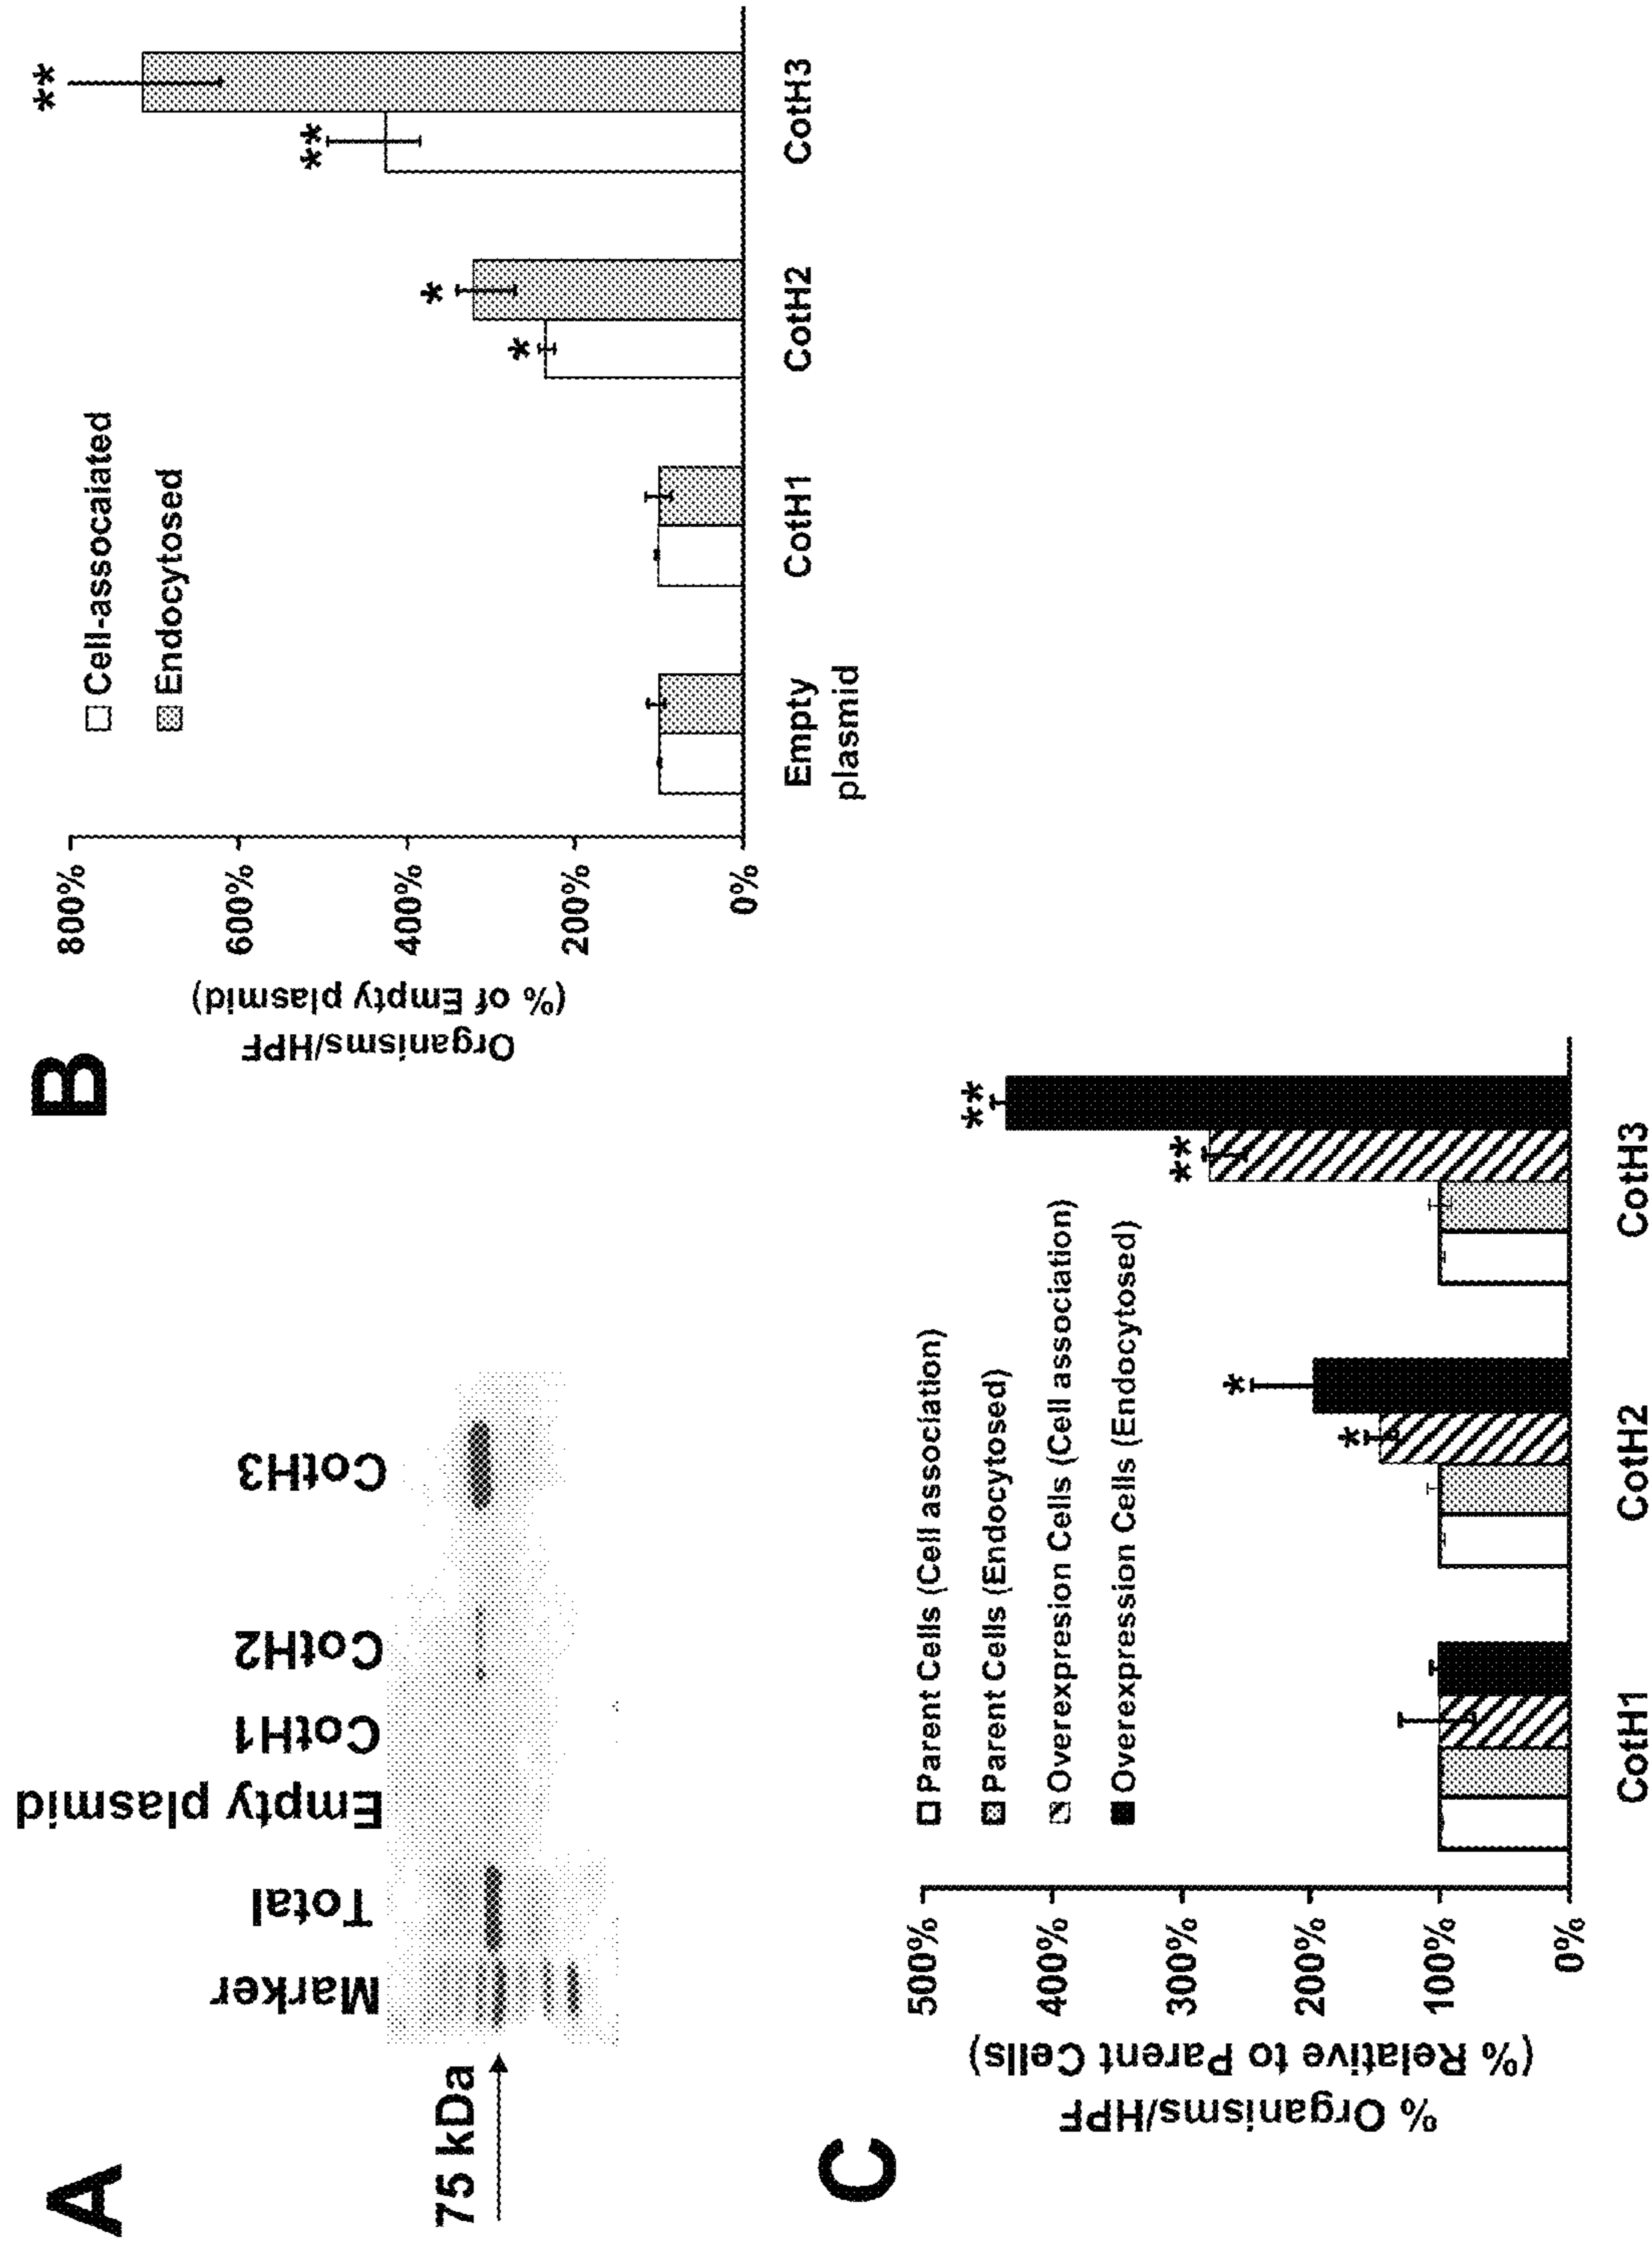 A
Marker
Total
Empty plasmid
CotH1
CotH2
CotH3
75 kDa
B
Organisms/HPF
(% of Empty plasmid)
800%
600%
400%
200%
0%
Cell-assocaiated
Endocytosed
*
*
**
**
Empty
plasmid
CotH1
CotH2
CotH3
C
% Organisms/HPF
(% Relative to Parent Cells)
500%
400%
300%
200%
100%
0%
Parent Cells (Cell association)
Parent Cells (Endocytosed)
Overexpresion Cells (Cell association)
Overexpression Cells (Endocytosed)
*
*
**
**
CotH1
CotH2
CotH3